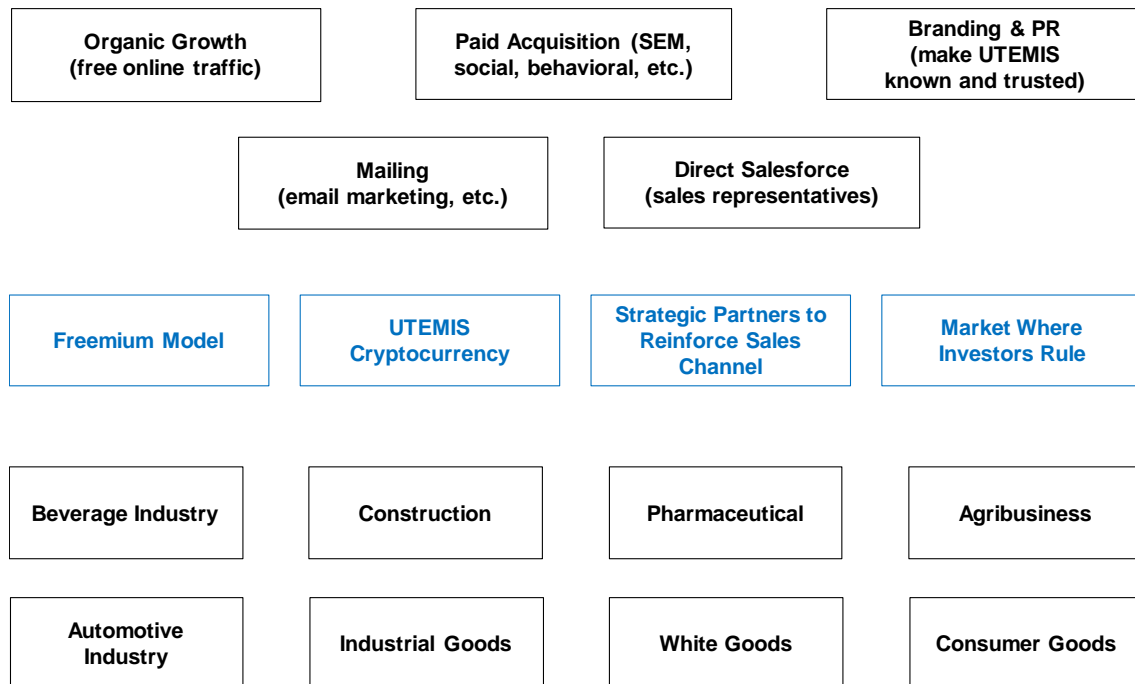 Organic Growth
(free online traffic)
Paid Acquisition (SEM,
social, behavioral, etc.)
Branding & PR
(make UTEMIS
known and trusted)
Mailing
(email marketing, etc.)
Direct Salesforce
(sales representatives)
Freemium Model
UTEMIS
Cryptocurrency
Strategic Partners to
Reinforce Sales
Channel
Market Where
Investors Rule
Beverage Industry
Construction
Pharmaceutical
Agribusiness
Automotive
Industry
Industrial Goods
White Goods
Consumer Goods